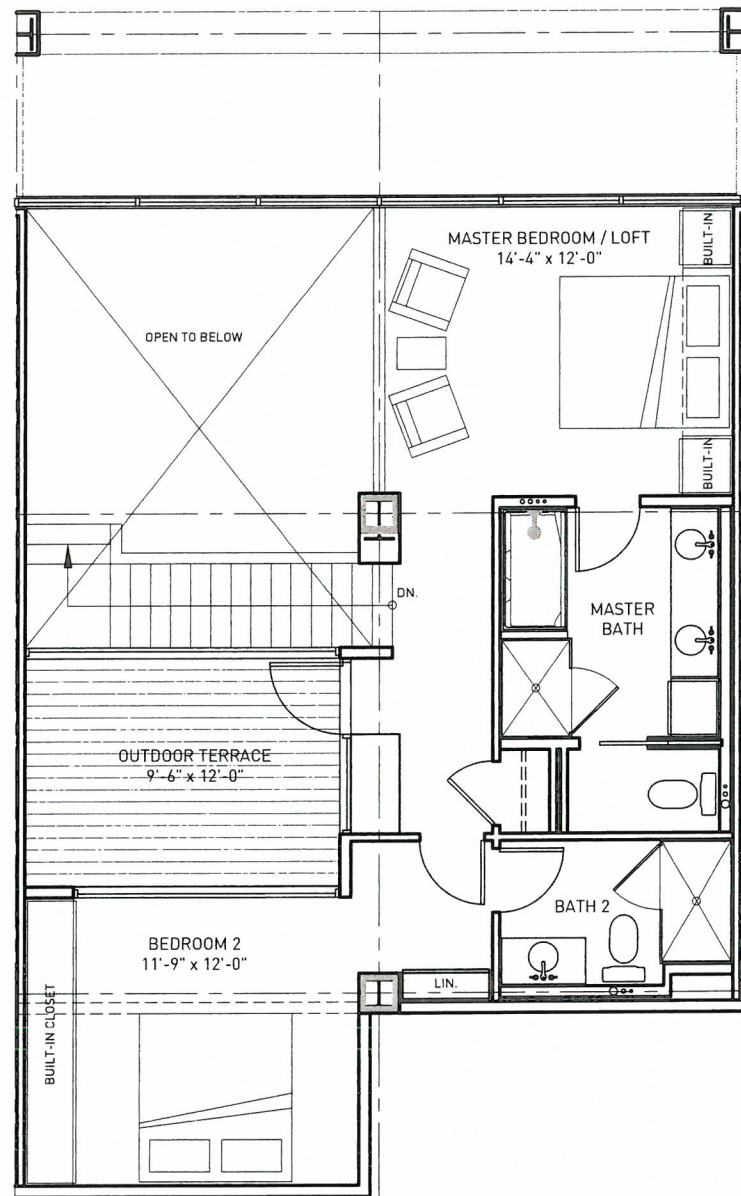 MASTER BEDROOM / LOFT
14'-4" x 12'-0"
BUILT-IN
OPEN TO BELOW
BUILT-IN
DN.
MASTER
BATH
OUTDOOR TERRACE
9'-6" x 12'-0"
BATH 2
BEDROOM 2
11'-9" x 12'-0"
LIN.
BUILT-IN CLOSET